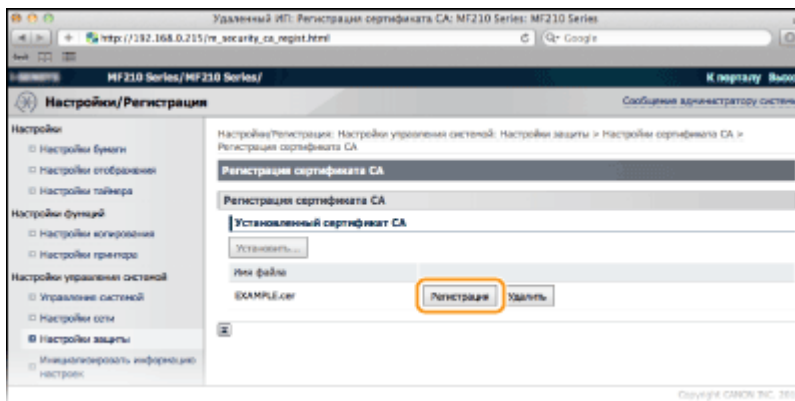 Удаленный ИП: Регистрация сертификата CA: MF210 Series: MF210 Series
http://192.168.0.215/m_security_ca_regist.html
Google
MF210 Series/MF210 Series/
К порталу
Настройки/Регистрация
Сообщение администратору
Настройки
Настройки бумаги
Настройки отображения
Настройки таймера
Настройки функций
Настройки копирования
Настройки принтера
Настройки управления системой
Управление системой
Настройки сети
Настройки защиты
Инициализировать информацию
настроек
Настройки/Регистрация: Настройки управления системой: Настройки защиты > Настройки сертификата CA >
Регистрация сертификата CA
Регистрация сертификата CA
Регистрация сертификата CA
Установленный сертификат CA
Установить...
Имя файла
EXAMPLE.cer
Регистрация
Удалить
Copyright CANON INC.